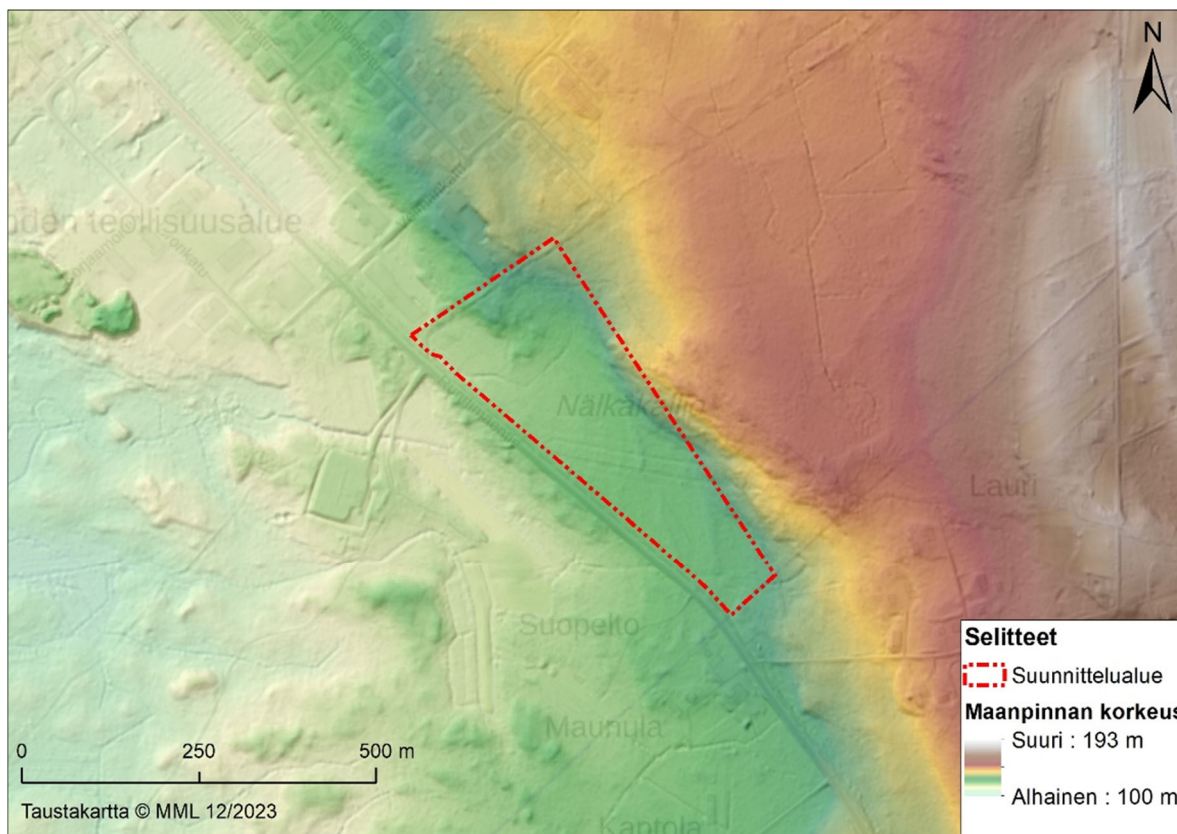 N
nden teollisuusalue
Nälkäkallio
Lauri
Suopelto
Maunula
Kantola
0 250 500 m
Taustakartta © MML 12/2023
Selitteet
Suunnittelualue
Maanpinnan korkeus
Suuri : 193 m
Alhainen : 100 m